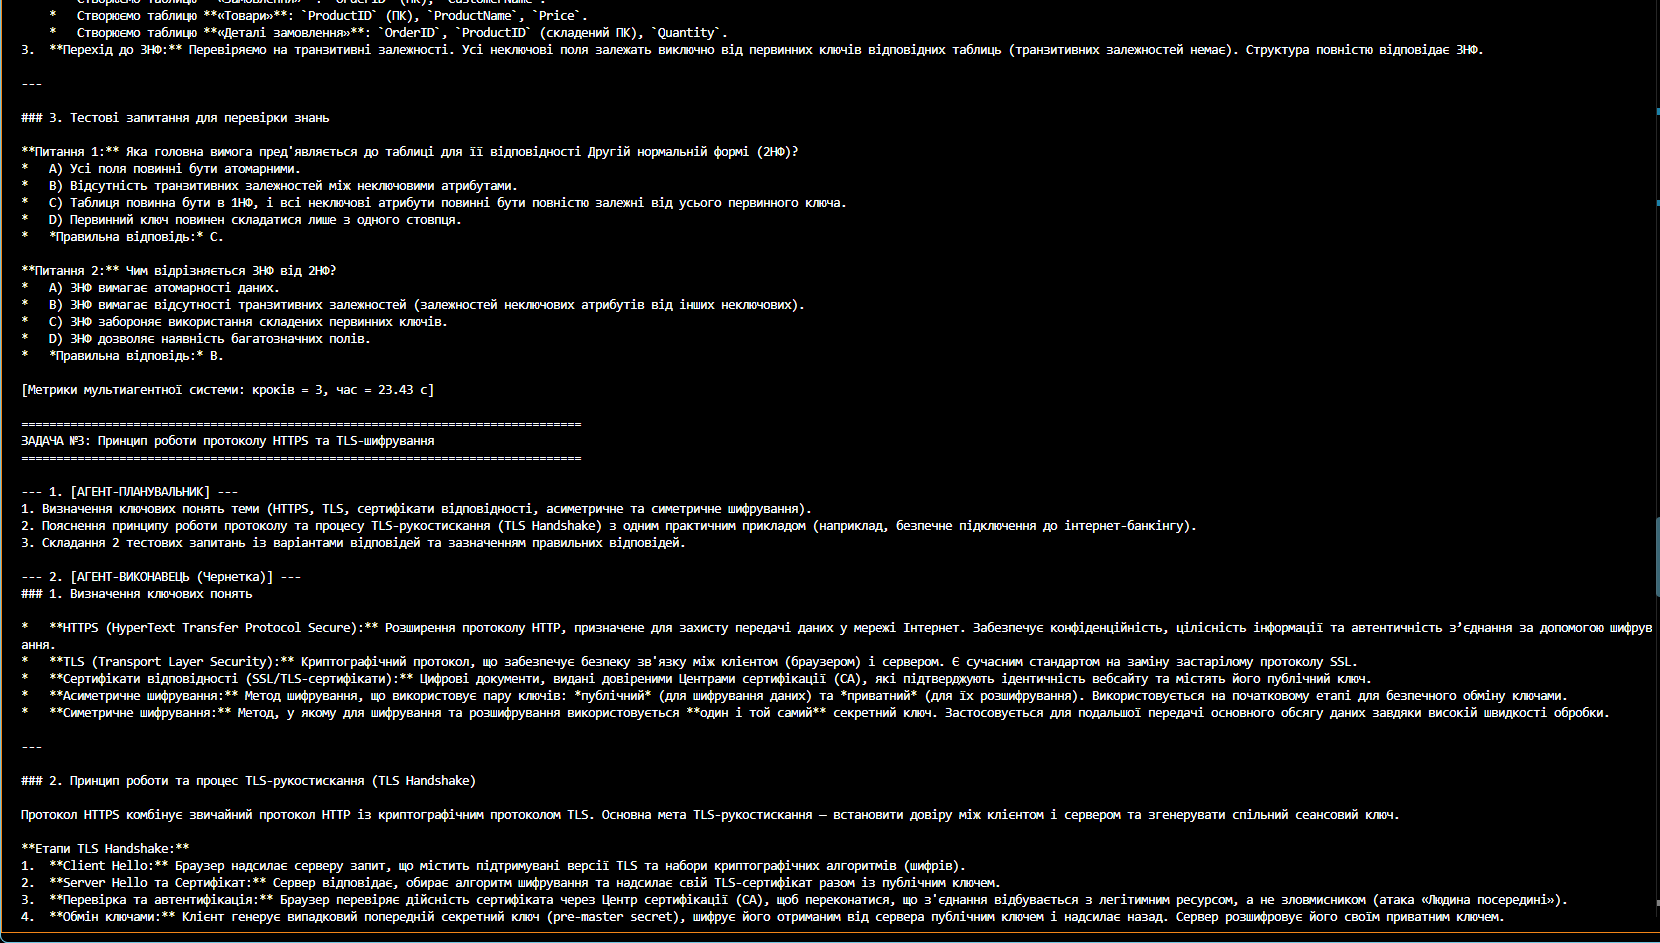 *   Створюємо таблицю **«Замовлення»**: `OrderID` (ПК), `CustomerName`.
*   Створюємо таблицю **«Товари»**: `ProductID` (ПК), `ProductName`, `Price`.
*   Створюємо таблицю **«Деталі замовлення»**: `OrderID`, `ProductID` (складений ПК), `Quantity`.
3.  **Перехід до 3НФ:** Перевіряємо на транзитивні залежності. Усі неключові поля залежать виключно від первинних ключів відповідних таблиць (транзитивних залежностей немає). Структура повністю відповідає 3НФ.
---
### 3. Тестові запитання для перевірки знань
**Питання 1:** Яка головна вимога пред'являється до таблиці для її відповідності Другій нормальній формі (2НФ)?
*   A) Усі поля повинні бути атомарними.
*   B) Відсутність транзитивних залежностей між неключовими атрибутами.
*   C) Таблиця повинна бути в 1НФ, і всі неключові атрибути повинні бути повністю залежні від усього первинного ключа.
*   D) Первинний ключ повинен складатися лише з одного стовпця.
*   *Правильна відповідь:* C.
**Питання 2:** Чим відрізняється 3НФ від 2НФ?
*   A) 3НФ вимагає атомарності даних.
*   B) 3НФ вимагає відсутності транзитивних залежностей (залежностей неключових атрибутів від інших неключових).
*   C) 3НФ забороняє використання складених первинних ключів.
*   D) 3НФ дозволяє наявність багатозначних полів.
*   *Правильна відповідь:* B.
[Метрики мультиагентної системи: кроків = 3, час = 23.43 с]
================================================================================
ЗАДАЧА №3: Принцип роботи протоколу HTTPS та TLS-шифрування
================================================================================
--- 1. [АГЕНТ-ПЛАНУВАЛЬНИК] ---
1. Визначення ключових понять теми (HTTPS, TLS, сертифікати відповідності, асиметричне та симетричне шифрування).
2. Пояснення принципу роботи протоколу та процесу TLS-рукостискання (TLS Handshake) з одним практичним прикладом (наприклад, безпечне підключення до інтернет-банкінгу).
3. Складання 2 тестових запитань із варіантами відповідей та зазначенням правильних відповідей.
--- 2. [АГЕНТ-ВИКОНАВЕЦЬ (Чернетка)] ---
### 1. Визначення ключових понять
*   **HTTPS (HyperText Transfer Protocol Secure):** Розширення протоколу HTTP, призначене для захисту передачі даних у мережі Інтернет. Забезпечує конфіденційність, цілісність інформації та автентичність з’єднання за допомогою шифрув
ання.
*   **TLS (Transport Layer Security):** Криптографічний протокол, що забезпечує безпеку зв'язку між клієнтом (браузером) і сервером. Є сучасним стандартом на заміну застарілому протоколу SSL.
*   **Сертифікати відповідності (SSL/TLS-сертифікати):** Цифрові документи, видані довіреними Центрами сертифікації (CA), які підтверджують ідентичність вебсайту та містять його публічний ключ.
*   **Асиметричне шифрування:** Метод шифрування, що використовує пару ключів: *публічний* (для шифрування даних) та *приватний* (для їх розшифрування). Використовується на початковому етапі для безпечного обміну ключами.
*   **Симетричне шифрування:** Метод, у якому для шифрування та розшифрування використовується **один і той самий** секретний ключ. Застосовується для подальшої передачі основного обсягу даних завдяки високій швидкості обробки.
---
### 2. Принцип роботи та процес TLS-рукостискання (TLS Handshake)
Протокол HTTPS комбінує звичайний протокол HTTP із криптографічним протоколом TLS. Основна мета TLS-рукостискання — встановити довіру між клієнтом і сервером та згенерувати спільний сеансовий ключ.
**Етапи TLS Handshake:**
1.  **Client Hello:** Браузер надсилає серверу запит, що містить підтримувані версії TLS та набори криптографічних алгоритмів (шифрів).
2.  **Server Hello та Сертифікат:** Сервер відповідає, обирає алгоритм шифрування та надсилає свій TLS-сертифікат разом із публічним ключем.
3.  **Перевірка та автентифікація:** Браузер перевіряє дійсність сертифіката через Центр сертифікації (CA), щоб переконатися, що з'єднання відбувається з легітимним ресурсом, а не зловмисником (атака «Людина посередині»).
4.  **Обмін ключами:** Клієнт генерує випадковий попередній секретний ключ (pre-master secret), шифрує його отриманим від сервера публічним ключем і надсилає назад. Сервер розшифровує його своїм приватним ключем.